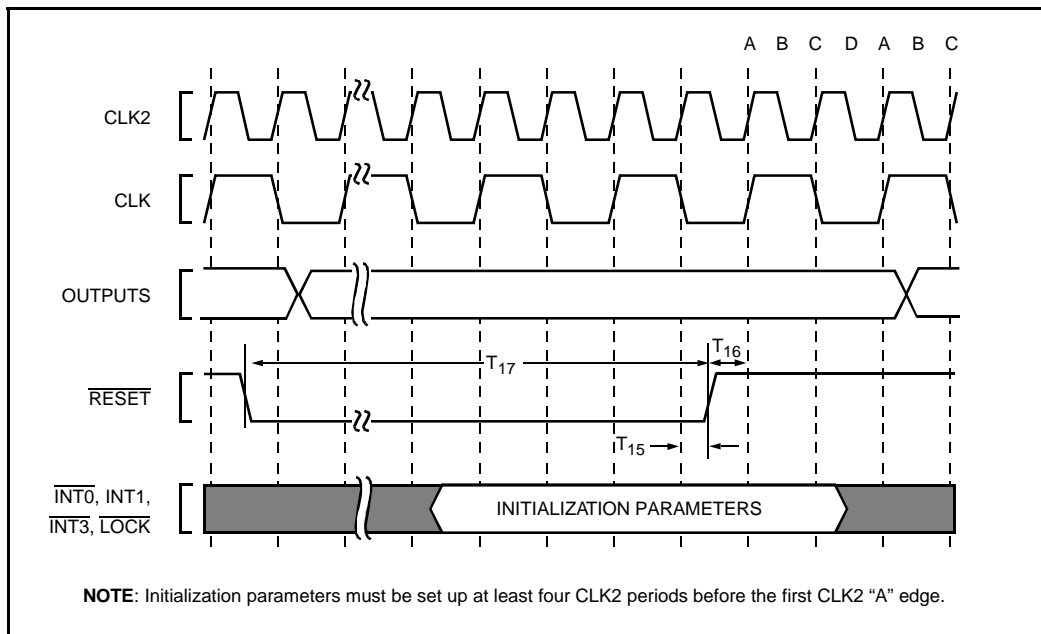 A B C D A B C
CLK2
CLK
OUTPUTS
T17
T16
RESET
T15
INT0, INT1,
INT3, LOCK
INITIALIZATION PARAMETERS
NOTE: Initialization parameters must be set up at least four CLK2 periods before the first CLK2 “A” edge.